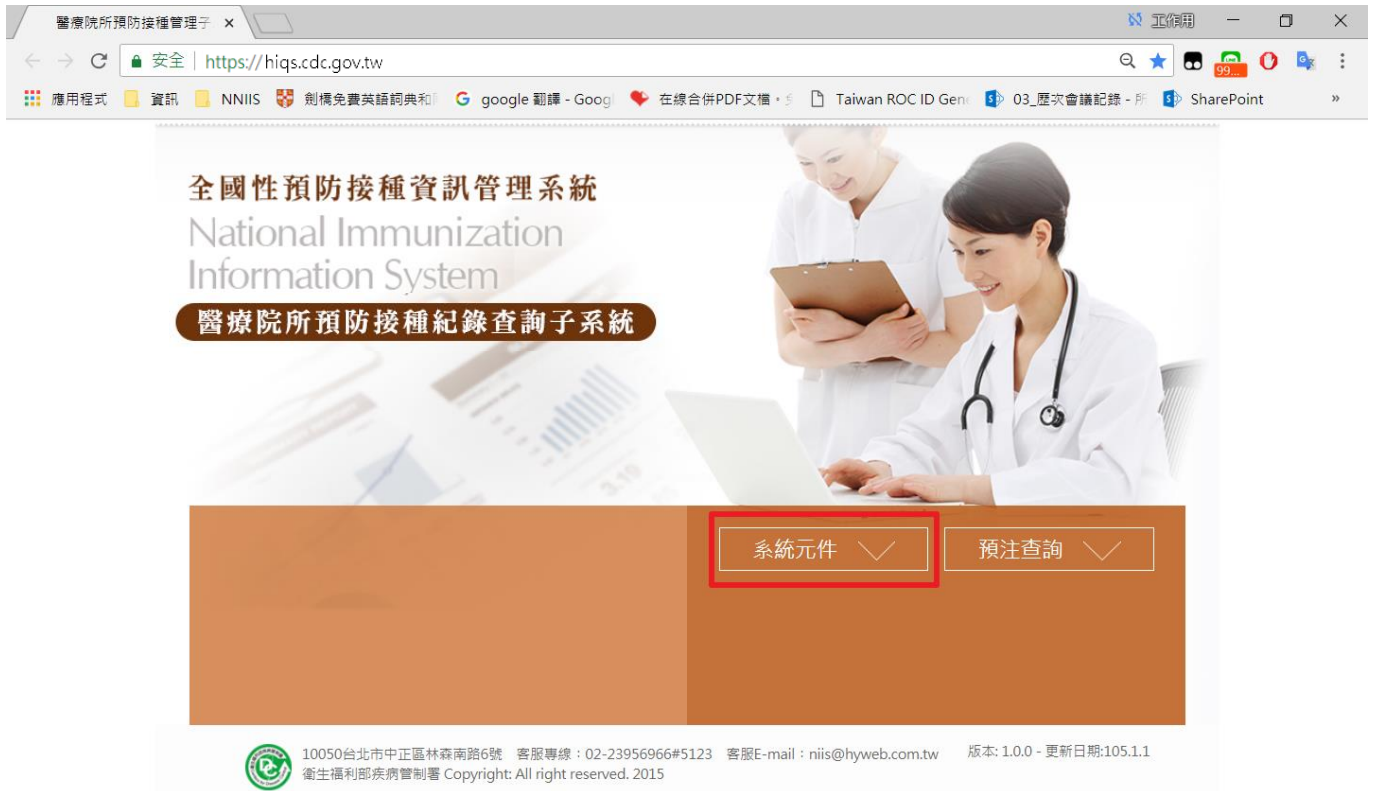 醫療院所預防接種管理子
工作用
安全 | https://hiqs.cdc.gov.tw
99...
應用程式 資訊 NNIIS 劍橋免費英語詞典和 google 翻譯 - Goog 在線合併PDF文檔， Taiwan ROC ID Gen 03_歷次會議記錄 - 所 SharePoint »
全國性預防接種資訊管理系統
National Immunization
Information System
醫療院所預防接種紀錄查詢子系統
3.10
系統元件 預注查詢
10050台北市中正區林森南路6號 客服專線：02-23956966#5123 客服E-mail：niis@hyweb.com.tw 版本: 1.0.0 - 更新日期:105.1.1
衛生福利部疾病管制署 Copyright: All right reserved. 2015